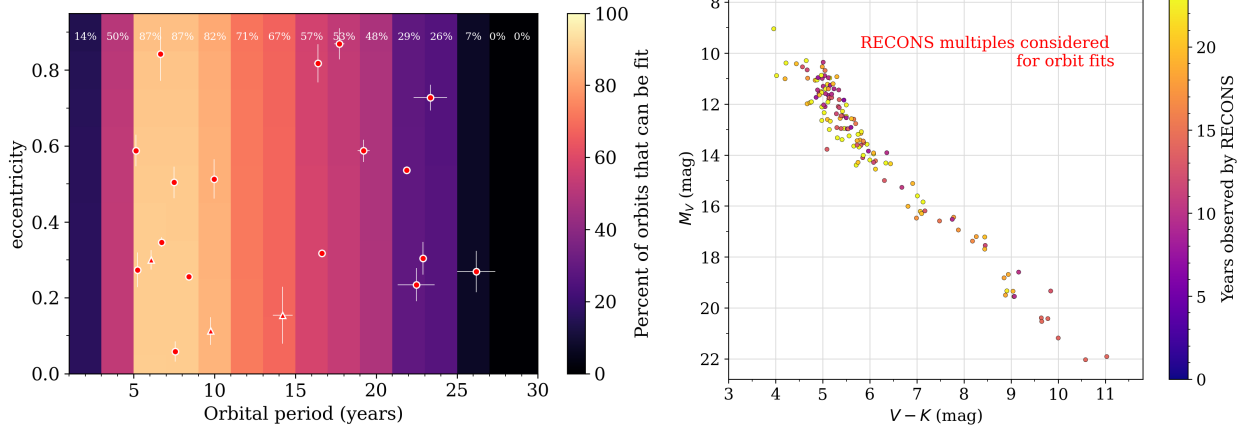 14% 50% 87% 87% 82% 71% 67% 57% 53% 48% 29% 26% 7% 0% 0%
0.8
0.6
0.4
0.2
0.0
eccentricity
5 10 15 20 25 30
Orbital period (years)
100
80
60
40
20
0
Percent of orbits that can be fit
RECONS multiples considered
for orbit fits
8
10
12
14
16
18
20
22
M_V (mag)
3 4 5 6 7 8 9 10 11
V − K (mag)
20
15
10
5
0
Years observed by RECONS